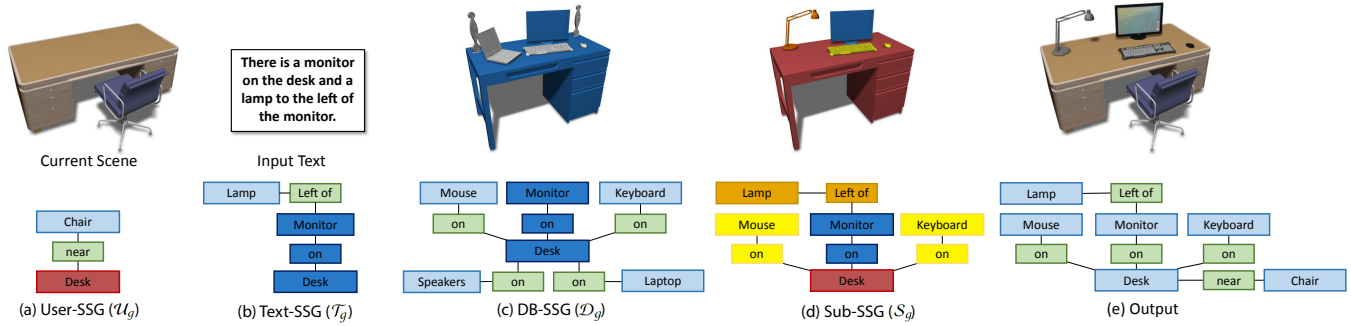 There is a monitor
on the desk and a
lamp to the left of
the monitor.
Current Scene
Input Text
Chair
near
Desk
(a) User-SSG (𝒰g)
Lamp
Left of
Monitor
on
Desk
(b) Text-SSG (𝒯g)
Mouse
Monitor
Keyboard
on
on
on
Desk
Speakers
on
on
Laptop
(c) DB-SSG (𝒟g)
Lamp
Left of
Mouse
Monitor
Keyboard
on
on
on
Desk
(d) Sub-SSG (𝒮g)
Lamp
Left of
Mouse
Monitor
Keyboard
on
on
on
Desk
near
Chair
(e) Output